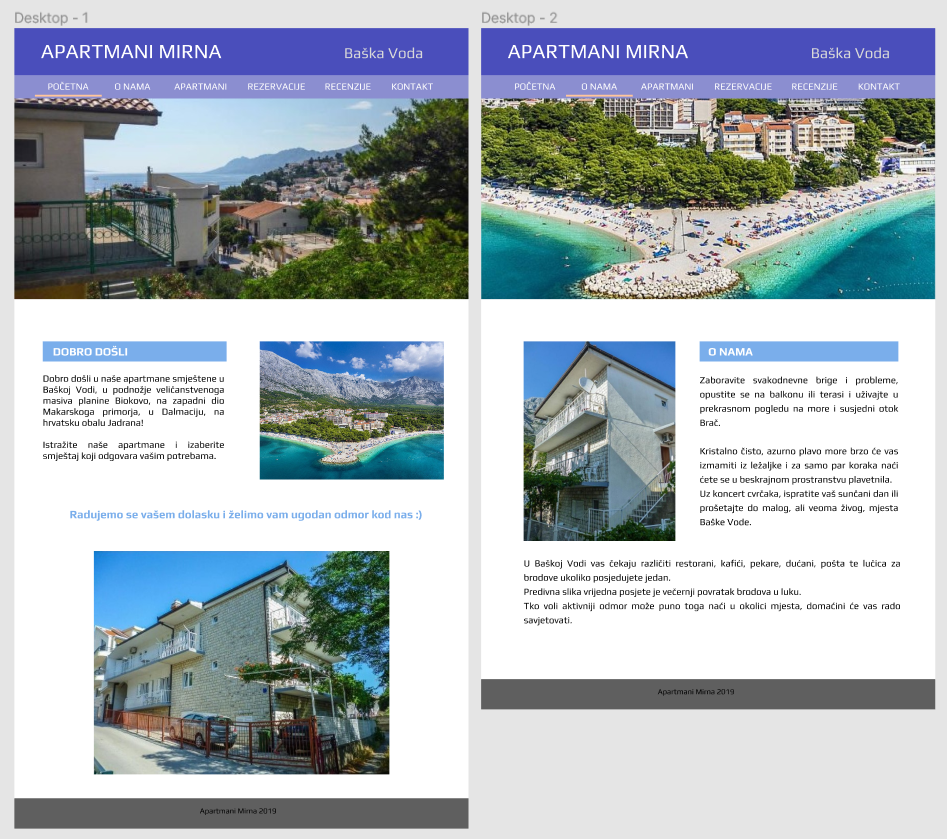 Desktop - 1
APARTMANI MIRNA
Baška Voda
POČETNA
O NAMA
APARTMANI
REZERVACIJE
RECENZIJE
KONTAKT
DOBRO DOŠLI
Dobro došli u naše apartmane smještene u
Baškoj Vodi, u podnožje veličanstvenoga
masiva planine Biokovo, na zapadni dio
Makarskoga primorja, u Dalmaciju, na
hrvatsku obalu Jadrana!
Istražite naše apartmane i izaberite
smještaj koji odgovara vašim potrebama.
Radujemo se vašem dolasku i želimo vam ugodan odmor kod nas :)
Apartmani Mirna 2019
Desktop - 2
APARTMANI MIRNA
Baška Voda
POČETNA
O NAMA
APARTMANI
REZERVACIJE
RECENZIJE
KONTAKT
O NAMA
Zaboravite svakodnevne brige i probleme,
opustite se na balkonu ili terasi i uživajte u
prekrasnom pogledu na more i susjedni otok
Brač.
Kristalno čisto, azurno plavo more brzo će vas
izmamiti iz ležaljke i za samo par koraka naći
ćete se u beskrajnom prostranstvu plavetnila.
Uz koncert cvrčaka, ispratite vaš sunčani dan ili
prošetajte do malog, ali veoma živog, mjesta
Baške Vode.
U Baškoj Vodi vas čekaju različiti restorani, kafići, pekare, dućani, pošta te lučica za
brodove ukoliko posjedujete jedan.
Predivna slika vrijedna posjete je večernji povratak brodova u luku.
Tko voli aktivniji odmor može puno toga naći u okolici mjesta, domaćini će vas rado
savjetovati.
Apartmani Mirna 2019